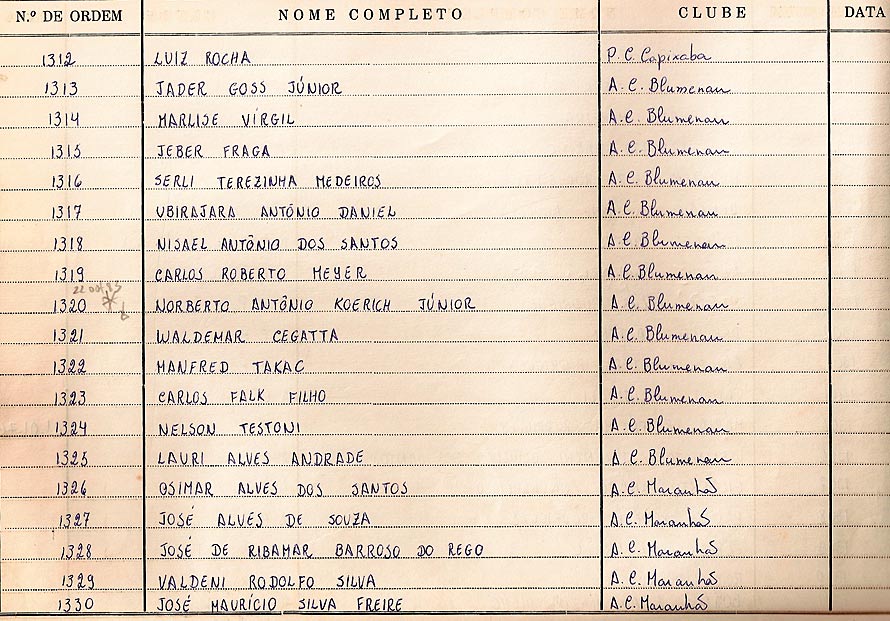 N.º DE ORDEM NOME COMPLETO CLUBE DATA
1312 LUIZ ROCHA P. C. Capixaba
1313 JADER GOSS JÚNIOR A. C. Blumenau
1314 MARLISE VÍRGIL A. C. Blumenau
1315 JEBER FRAGA A. C. Blumenau
1316 SERLI TEREZINHA MEDEIROS A. C. Blumenau
1317 UBIRAJARA ANTÔNIO DANIEL A. C. Blumenau
1318 NISAEL ANTÔNIO DOS SANTOS A. C. Blumenau
1319 CARLOS ROBERTO MEYER A. C. Blumenau
1320 NORBERTO ANTÔNIO KOERICH JÚNIOR A. C. Blumenau
1321 WALDEMAR CEGATTA A. C. Blumenau
1322 MANFRED TAKAC A. C. Blumenau
1323 CARLOS FALK FILHO A. C. Blumenau
1324 NELSON TESTONI A. C. Blumenau
1325 LAURI ALVES ANDRADE A. C. Blumenau
1326 OSIMAR ALVES DOS SANTOS A. C. Maranhão
1327 JOSÉ ALVES DE SOUZA A. C. Maranhão
1328 JOSÉ DE RIBAMAR BARROSO DO REGO A. C. Maranhão
1329 VALDENI RODOLFO SILVA A. C. Maranhão
1330 JOSÉ MAURÍCIO SILVA FREIRE A. C. Maranhão